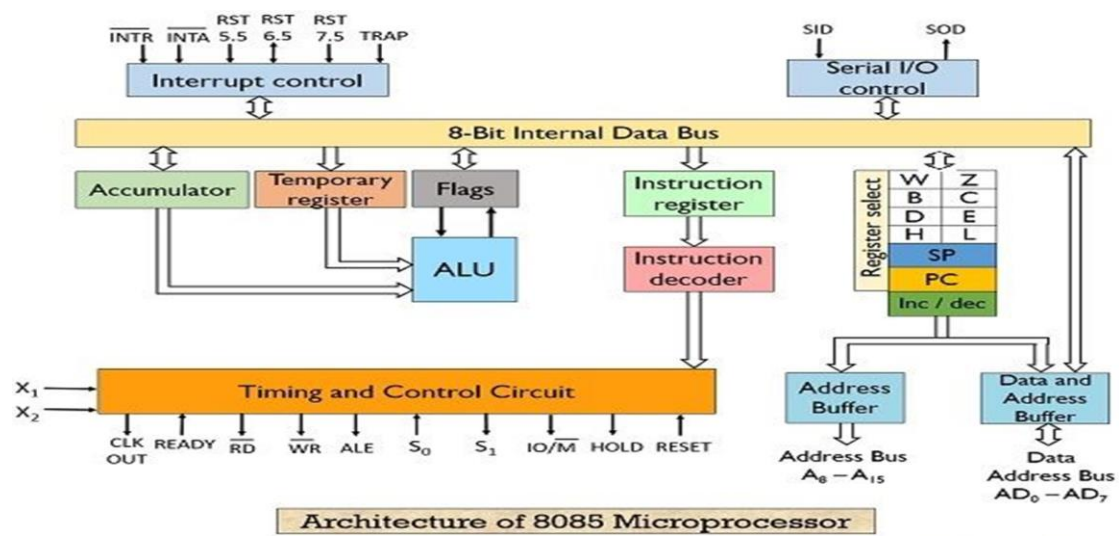 INTR INTA RST 5.5 RST 6.5 RST 7.5 TRAP
SID SOD
Interrupt control
Serial I/O
control
8-Bit Internal Data Bus
Accumulator
Temporary
register
Flags
ALU
Instruction
register
Instruction
decoder
Register select
W Z
B C
D E
H L
SP
PC
Inc / dec
X₁
X₂
Timing and Control Circuit
CLK
OUT
READY
RD
WR
ALE
S₀
S₁
IO/M
HOLD
RESET
Address
Buffer
Data and
Address
Buffer
Address Bus
A₈ – A₁₅
Data
Address Bus
AD₀ – AD₇
Architecture of 8085 Microprocessor